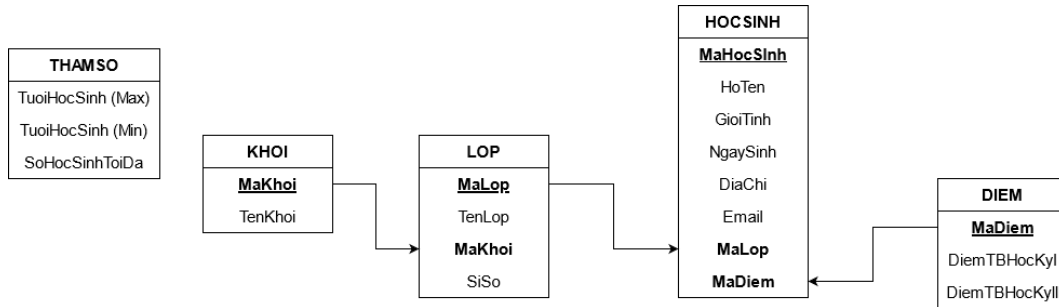 THAMSO
TuoiHocSinh (Max)
TuoiHocSinh (Min)
SoHocSinhToiDa
KHOI
MaKhoi
TenKhoi
LOP
MaLop
TenLop
MaKhoi
SiSo
HOCSINH
MaHocSInh
HoTen
GioiTinh
NgaySinh
DiaChi
Email
MaLop
MaDiem
DIEM
MaDiem
DiemTBHocKyI
DiemTBHocKyII